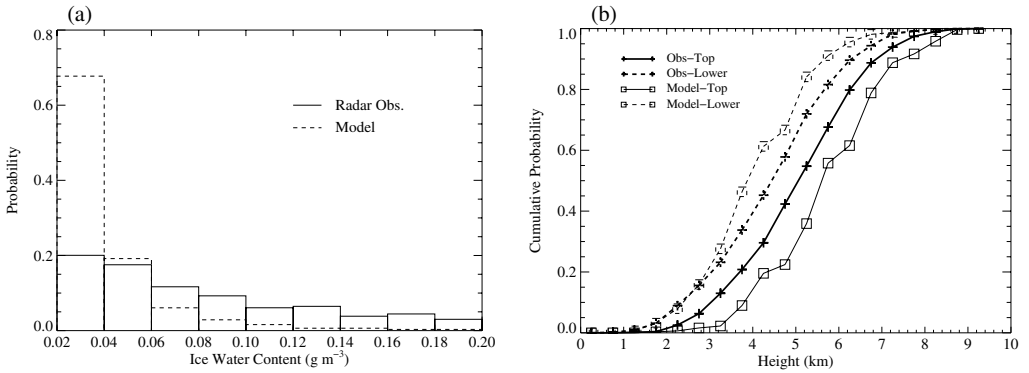 (a)
0.8
0.6
0.4
0.2
0.0
Probability
Radar Obs.
Model
0.02 0.04 0.06 0.08 0.10 0.12 0.14 0.16 0.18 0.20
Ice Water Content (g m⁻³)
(b)
1.0
0.8
0.6
0.4
0.2
0.0
Cumulative Probability
Obs−Top
Obs−Lower
Model−Top
Model−Lower
0 1 2 3 4 5 6 7 8 9 10
Height (km)